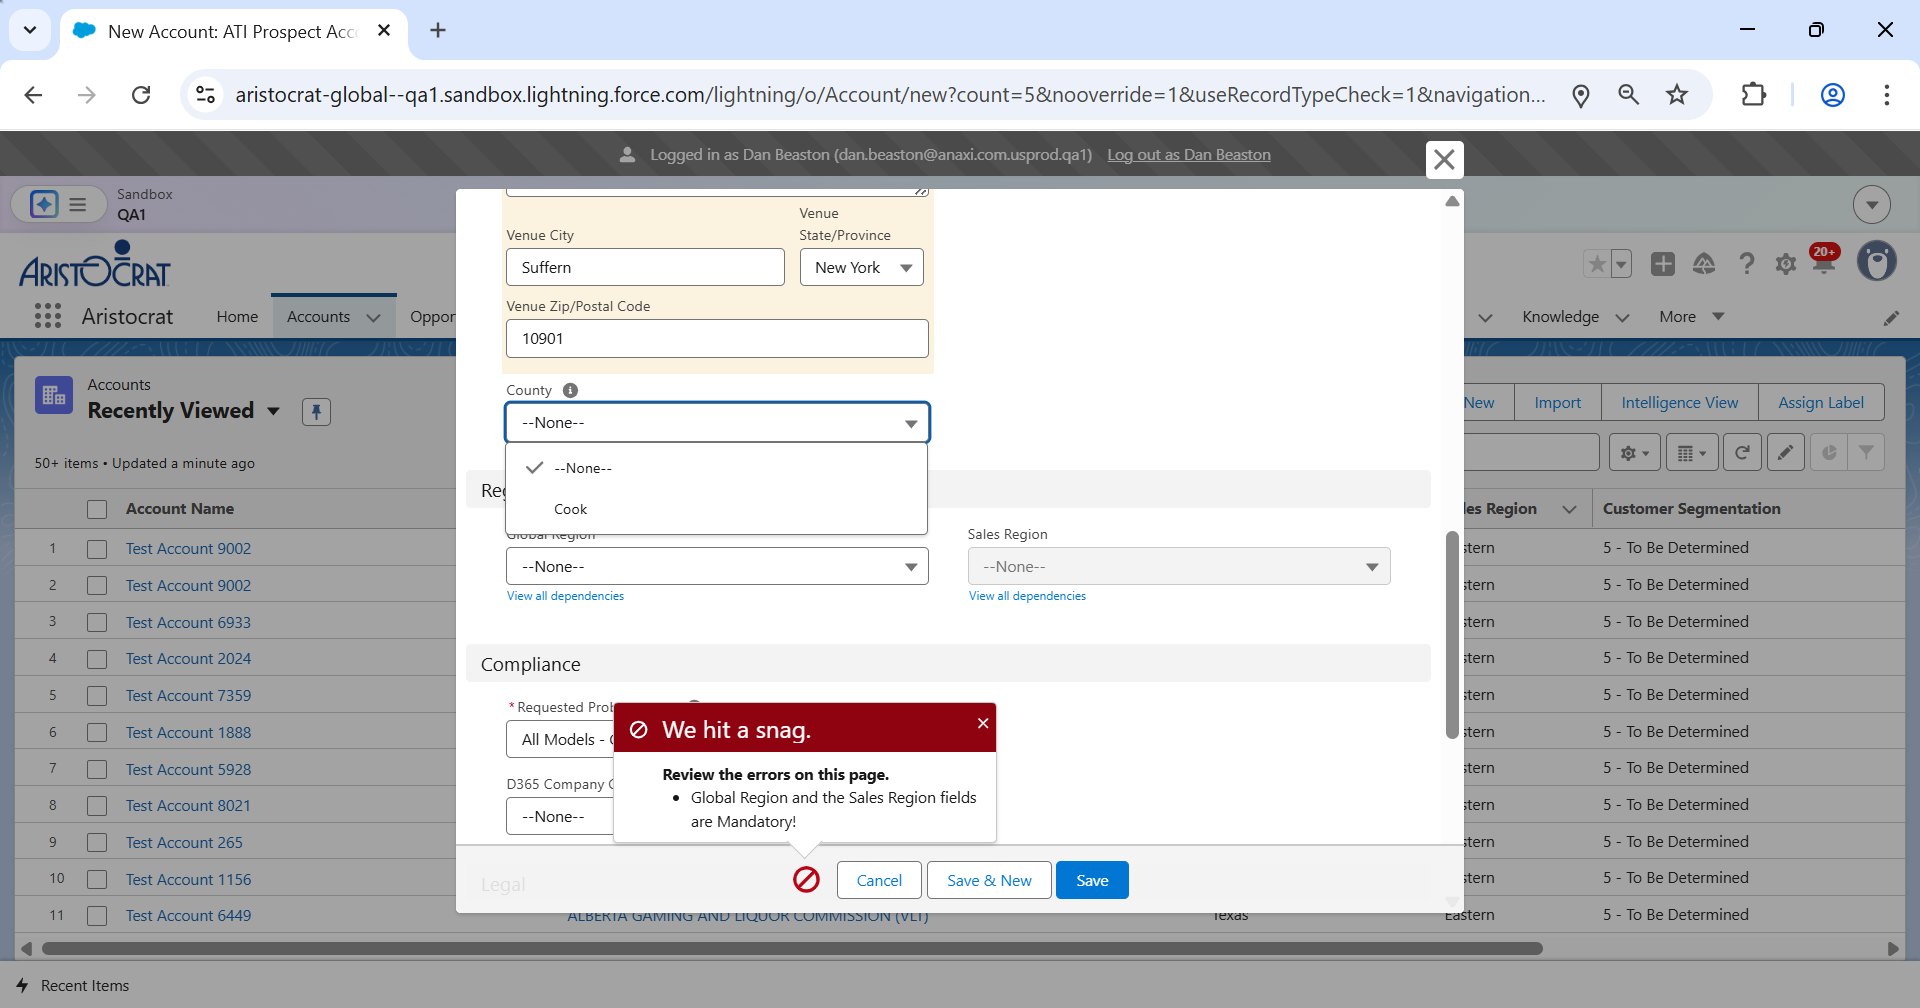 New Account: ATI Prospect Acc
aristocrat-global--qa1.sandbox.lightning.force.com/lightning/o/Account/new?count=5&nooverride=1&useRecordTypeCheck=1&navigation...
Logged in as Dan Beaston (dan.beaston@anaxi.com.usprod.qa1) Log out as Dan Beaston
Sandbox
QA1
ARISTOCRAT
20+
Aristocrat Home Accounts Oppor
Knowledge More
Accounts
Recently Viewed
50+ items • Updated a minute ago
New Import Intelligence View Assign Label
Account Name
les Region Customer Segmentation
1 Test Account 9002 stern 5 - To Be Determined
2 Test Account 9002 stern 5 - To Be Determined
3 Test Account 6933 stern 5 - To Be Determined
4 Test Account 2024 stern 5 - To Be Determined
5 Test Account 7359 stern 5 - To Be Determined
6 Test Account 1888 stern 5 - To Be Determined
7 Test Account 5928 stern 5 - To Be Determined
8 Test Account 8021 stern 5 - To Be Determined
9 Test Account 265 stern 5 - To Be Determined
10 Test Account 1156 stern 5 - To Be Determined
11 Test Account 6449 ALBERTA GAMING AND LIQUOR COMMISSION (VLT) Texas Eastern 5 - To Be Determined
Venue City
Suffern
Venue
State/Province
New York
Venue Zip/Postal Code
10901
County
--None--
--None--
Cook
Reg
Global Region
--None--
View all dependencies
Sales Region
--None--
View all dependencies
Compliance
*Requested Prob
All Models - C
D365 Company C
--None--
We hit a snag.
Review the errors on this page.
• Global Region and the Sales Region fields
are Mandatory!
Legal
Cancel Save & New Save
Recent Items